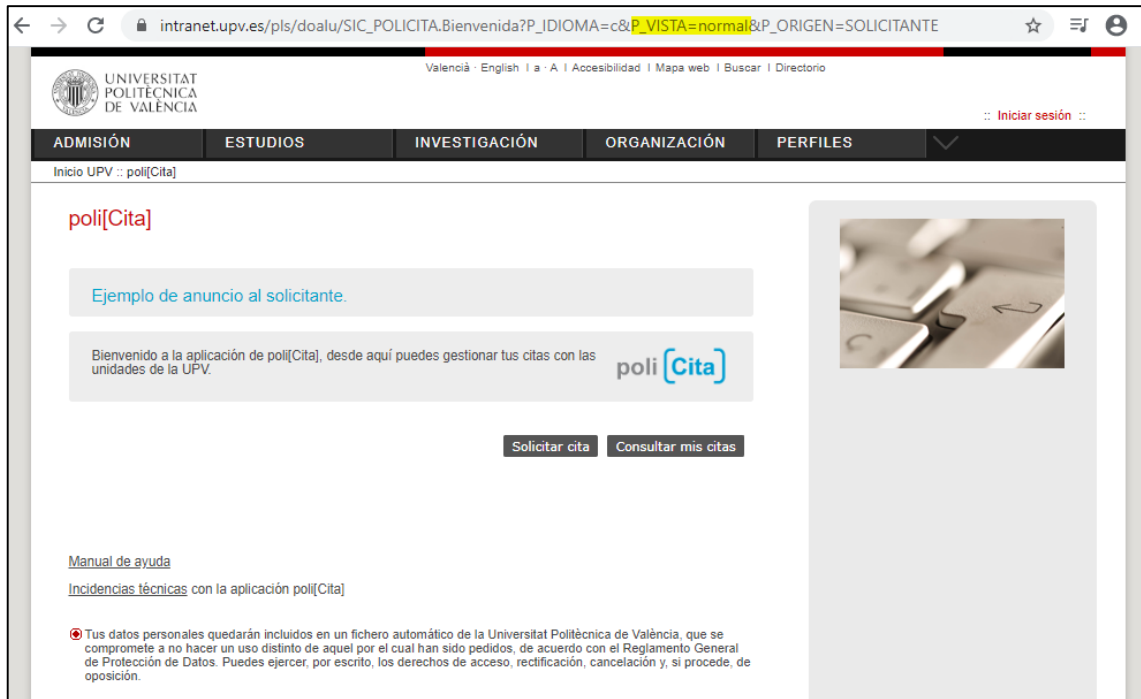 intranet.upv.es/pls/doalu/SIC_POLICITA.Bienvenida?P_IDIOMA=c&P_VISTA=normal&P_ORIGEN=SOLICITANTE
Valencià · English I a · A I Accesibilidad I Mapa web I Buscar I Directorio
UNIVERSITAT
POLITÈCNICA
DE VALÈNCIA
:: Iniciar sesión ::
ADMISIÓN ESTUDIOS INVESTIGACIÓN ORGANIZACIÓN PERFILES
Inicio UPV :: poli[Cita]
poli[Cita]
Ejemplo de anuncio al solicitante.
Bienvenido a la aplicación de poli[Cita], desde aquí puedes gestionar tus citas con las
unidades de la UPV.
poli [Cita]
Solicitar cita Consultar mis citas
Manual de ayuda
Incidencias técnicas con la aplicación poli[Cita]
Tus datos personales quedarán incluidos en un fichero automático de la Universitat Politècnica de València, que se
compromete a no hacer un uso distinto de aquel por el cual han sido pedidos, de acuerdo con el Reglamento General
de Protección de Datos. Puedes ejercer, por escrito, los derechos de acceso, rectificación, cancelación y, si procede, de
oposición.